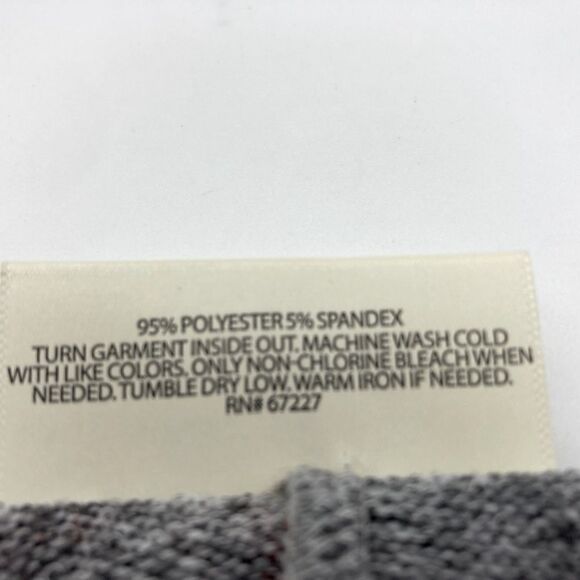 95% POLYESTER 5% SPANDEX
TURN GARMENT INSIDE OUT. MACHINE WASH COLD
WITH LIKE COLORS. ONLY NON-CHLORINE BLEACH WHEN
NEEDED. TUMBLE DRY LOW. WARM IRON IF NEEDED.
RN# 67227